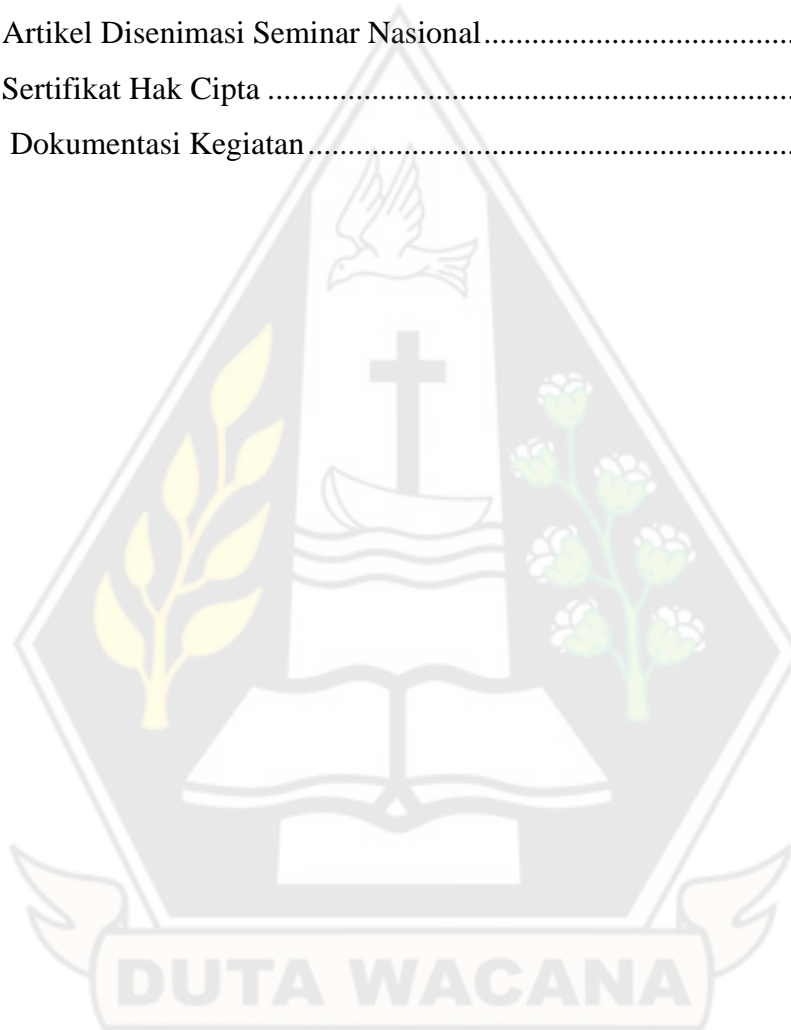 Artikel Disenimasi Seminar Nasional.......................................
Sertifikat Hak Cipta .................................................................
Dokumentasi Kegiatan............................................................
DUTA WACANA